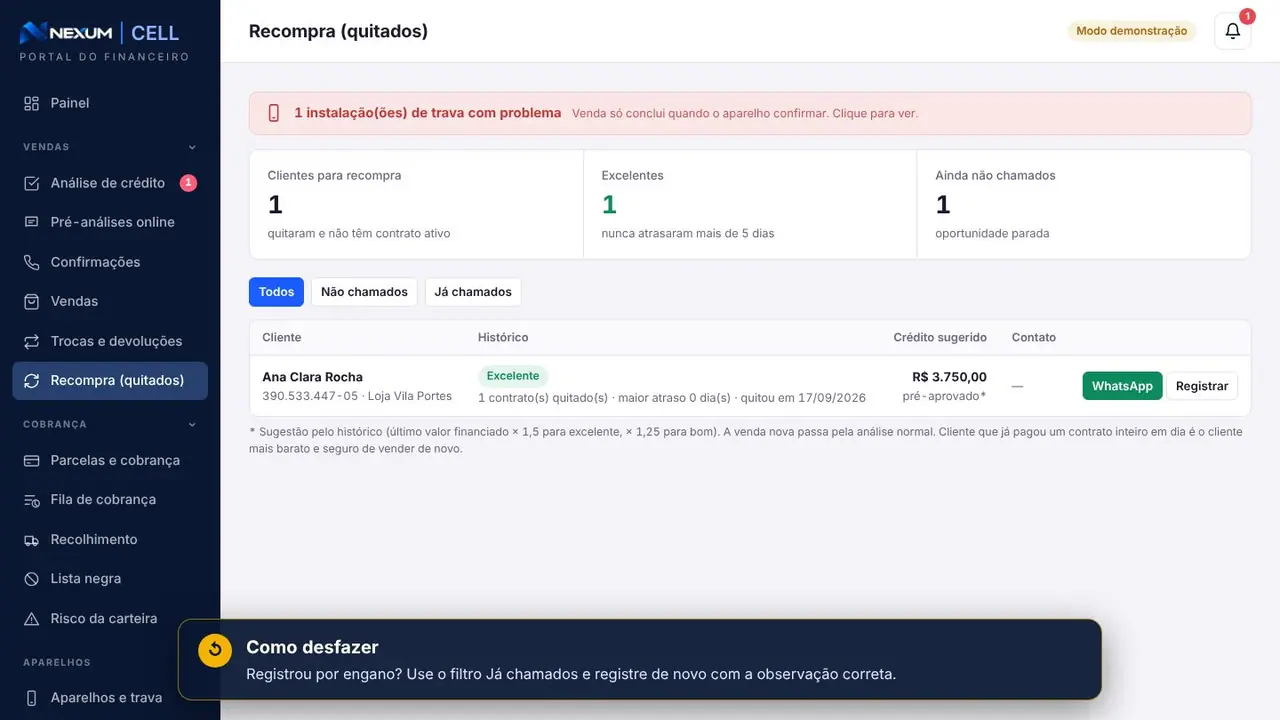 NEXUM | CELL
PORTAL DO FINANCEIRO
Painel
VENDAS
Análise de crédito 1
Pré-análises online
Confirmações
Vendas
Trocas e devoluções
Recompra (quitados)
COBRANÇA
Parcelas e cobrança
Fila de cobrança
Recolhimento
Lista negra
Risco da carteira
APARELHOS
Aparelhos e trava
Recompra (quitados)
Modo demonstração
1
1 instalação(ões) de trava com problema Venda só conclui quando o aparelho confirmar. Clique para ver.
Clientes para recompra
1
quitaram e não têm contrato ativo
Excelentes
1
nunca atrasaram mais de 5 dias
Ainda não chamados
1
oportunidade parada
Todos Não chamados Já chamados
Cliente Histórico Crédito sugerido Contato
Ana Clara Rocha
390.533.447-05 · Loja Vila Portes
Excelente
1 contrato(s) quitado(s) · maior atraso 0 dia(s) · quitou em 17/09/2026
R$ 3.750,00
pré-aprovado*
—
WhatsApp Registrar
* Sugestão pelo histórico (último valor financiado × 1,5 para excelente, × 1,25 para bom). A venda nova passa pela análise normal. Cliente que já pagou um contrato inteiro em dia é o cliente
mais barato e seguro de vender de novo.
Como desfazer
Registrou por engano? Use o filtro Já chamados e registre de novo com a observação correta.